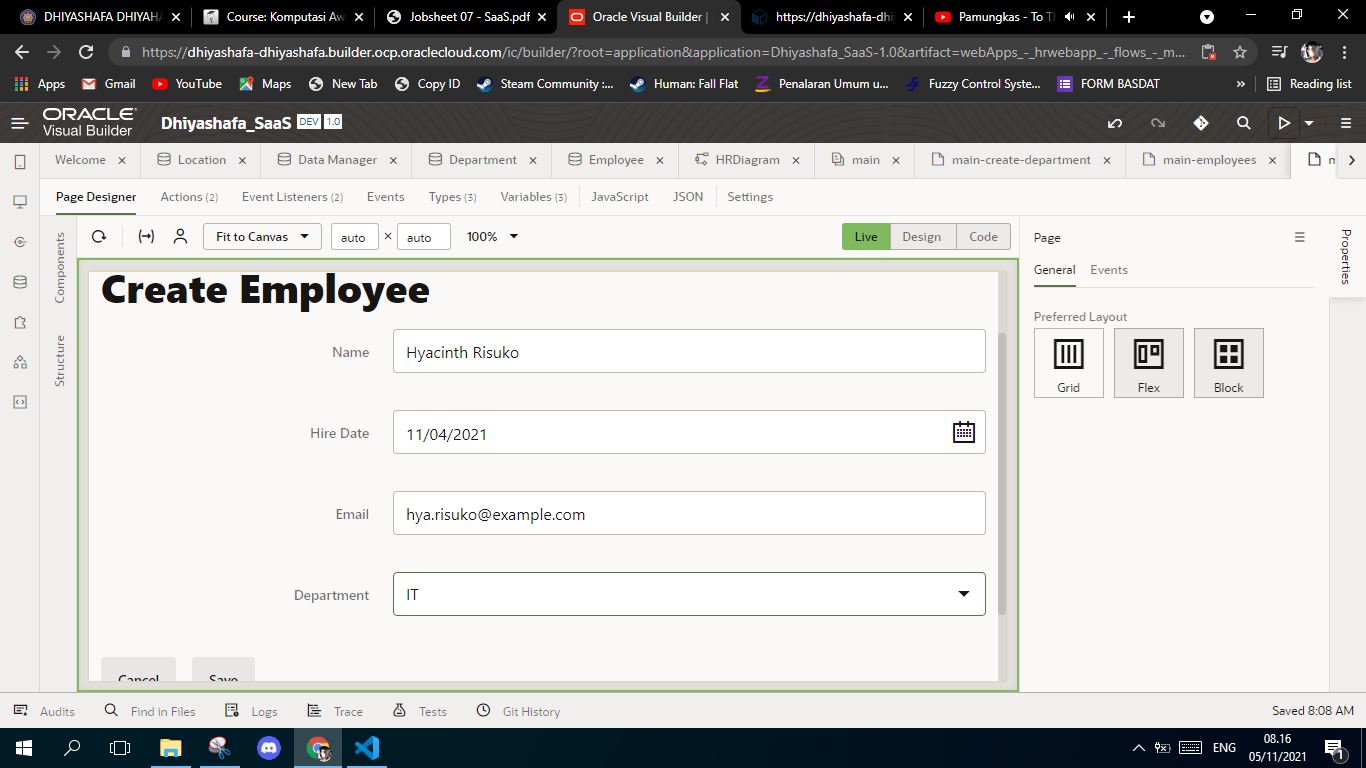 DHIYASHAFA DHIYAHA
Course: Komputasi Aw
Jobsheet 07 - SaaS.pdf
Oracle Visual Builder |
https://dhiyashafa-dhi
Pamungkas - To Th
https://dhiyashafa-dhiyashafa.builder.ocp.oraclecloud.com/ic/builder/?root=application&application=Dhiyashafa_SaaS-1.0&artifact=webApps_-_hrwebapp_-_flows_-_m...
Apps
Gmail
YouTube
Maps
New Tab
Copy ID
Steam Community :...
Human: Fall Flat
Penalaran Umum u...
Fuzzy Control Syste...
FORM BASDAT
»
Reading list
ORACLE
Visual Builder
Dhiyashafa_SaaS DEV 1.0
Welcome
Location
Data Manager
Department
Employee
HRDiagram
main
main-create-department
main-employees
Page Designer
Actions (2)
Event Listeners (2)
Events
Types (3)
Variables (3)
JavaScript
JSON
Settings
Components
Structure
Fit to Canvas
auto × auto
100%
Live
Design
Code
Page
General
Events
Properties
Preferred Layout
Grid
Flex
Block
Create Employee
Name
Hyacinth Risuko
Hire Date
11/04/2021
Email
hya.risuko@example.com
Department
IT
Cancel
Save
Audits
Find in Files
Logs
Trace
Tests
Git History
Saved 8:08 AM
ENG
08.16
05/11/2021
1